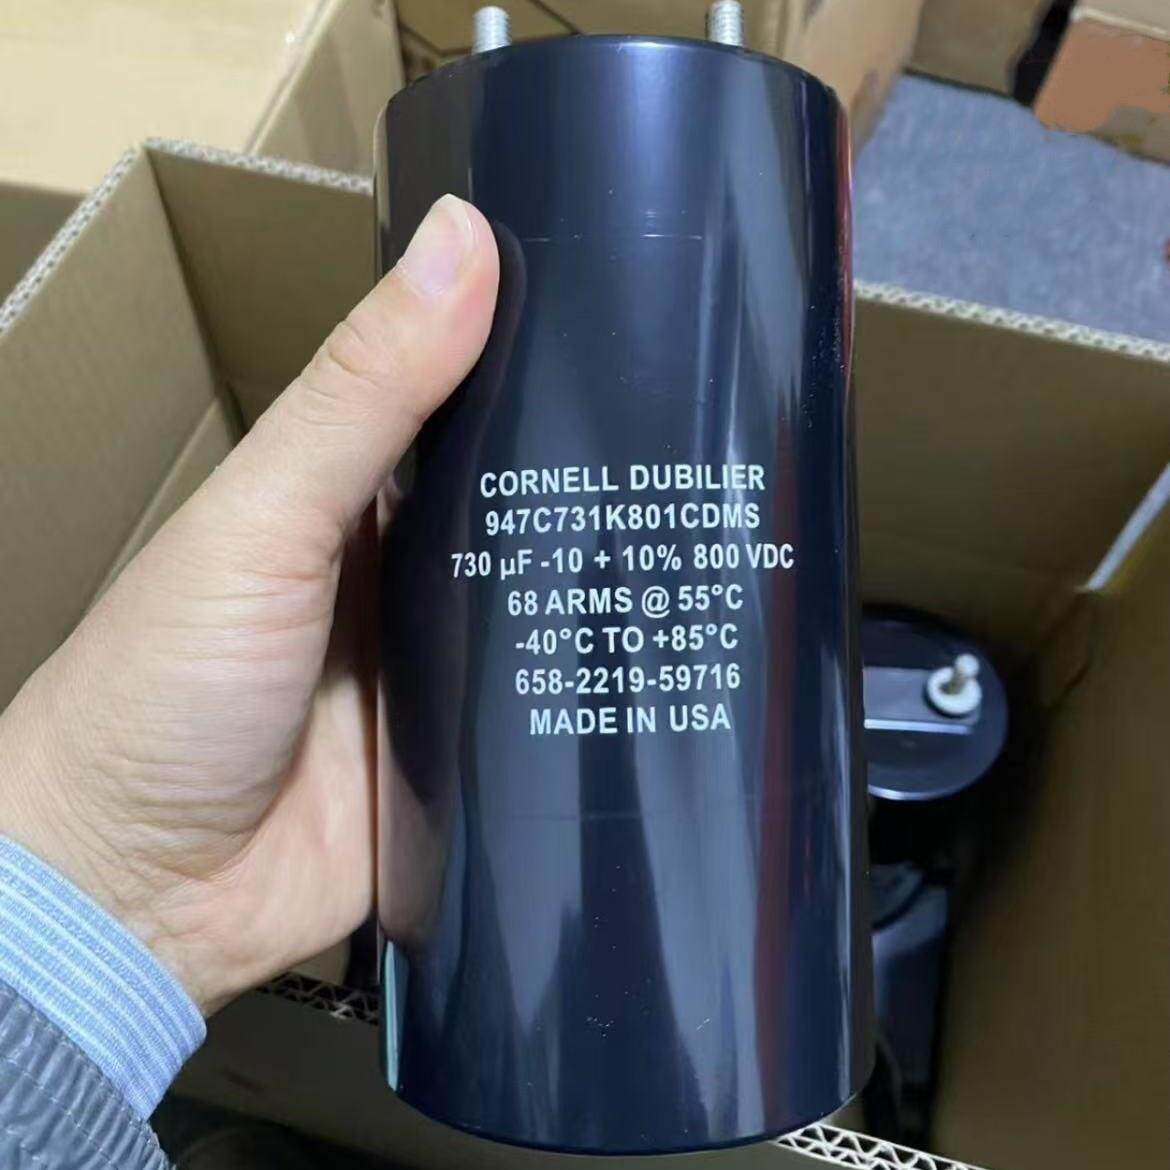 CORNELL DUBILIER
947C731K801CDMS
730 µF -10 + 10% 800 VDC
68 ARMS @ 55°C
-40°C TO +85°C
658-2219-59716
MADE IN USA